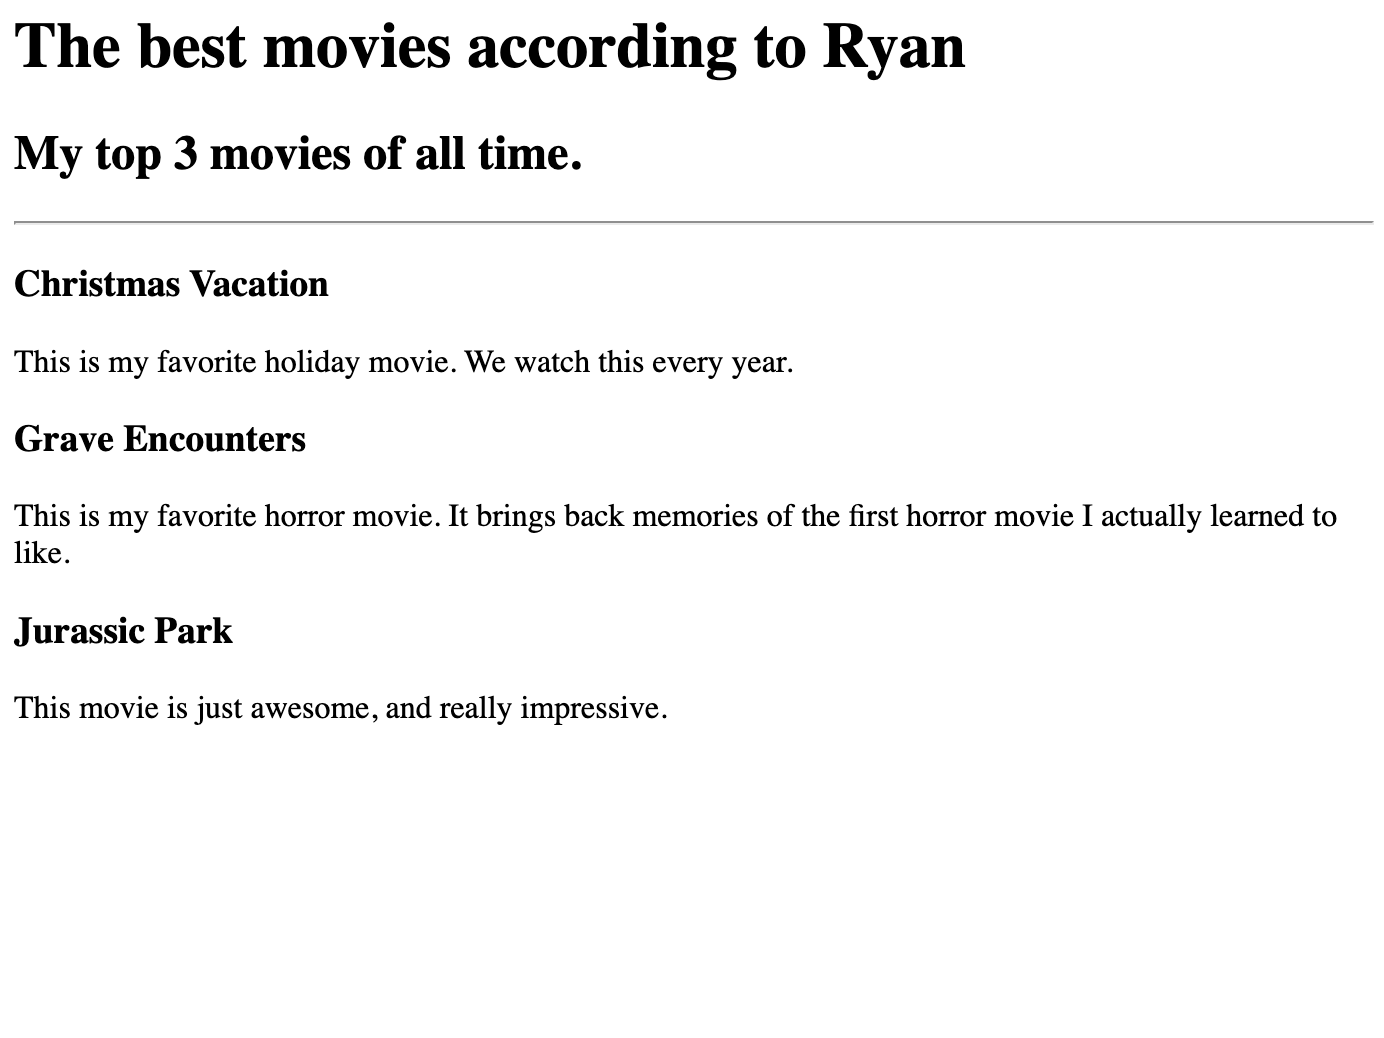 The best movies according to Ryan
My top 3 movies of all time.
Christmas Vacation
This is my favorite holiday movie. We watch this every year.
Grave Encounters
This is my favorite horror movie. It brings back memories of the first horror movie I actually learned to
like.
Jurassic Park
This movie is just awesome, and really impressive.